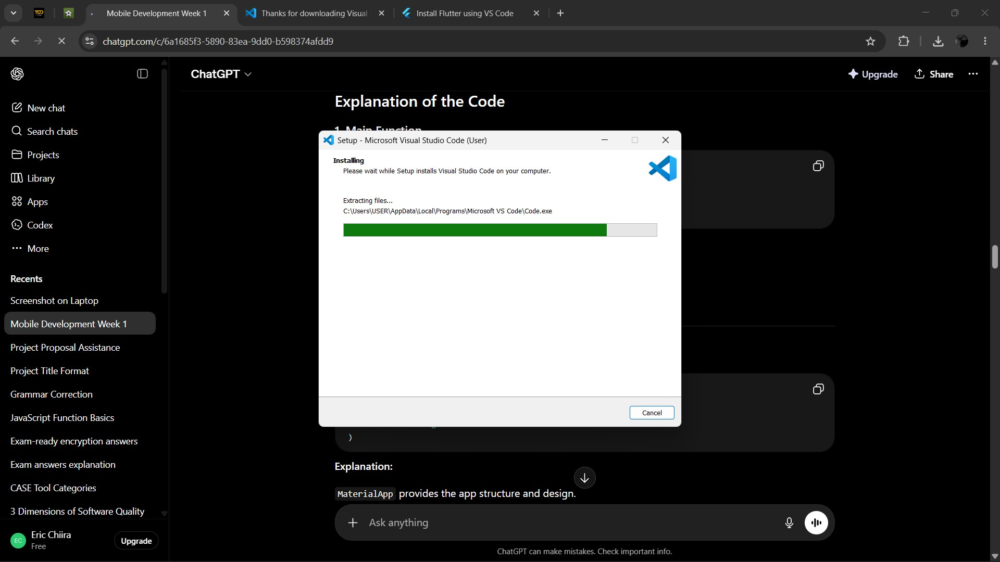 TOD
Mobile Development Week 1
Thanks for downloading Visual
Install Flutter using VS Code
chatgpt.com/c/6a1685f3-5890-83ea-9dd0-b598374afdd9
ChatGPT
Upgrade
Share
New chat
Search chats
Projects
Library
Apps
Codex
More
Recents
Screenshot on Laptop
Mobile Development Week 1
Project Proposal Assistance
Project Title Format
Grammar Correction
JavaScript Function Basics
Exam-ready encryption answers
Exam answers explanation
CASE Tool Categories
3 Dimensions of Software Quality
EC
Eric Chiira
Free
Upgrade
Explanation of the Code
1. Main Function
Setup - Microsoft Visual Studio Code (User)
Installing
Please wait while Setup installs Visual Studio Code on your computer.
Extracting files...
C:\Users\USER\AppData\Local\Programs\Microsoft VS Code\Code.exe
Cancel
)
Explanation:
MaterialApp provides the app structure and design.
Ask anything
ChatGPT can make mistakes. Check important info.